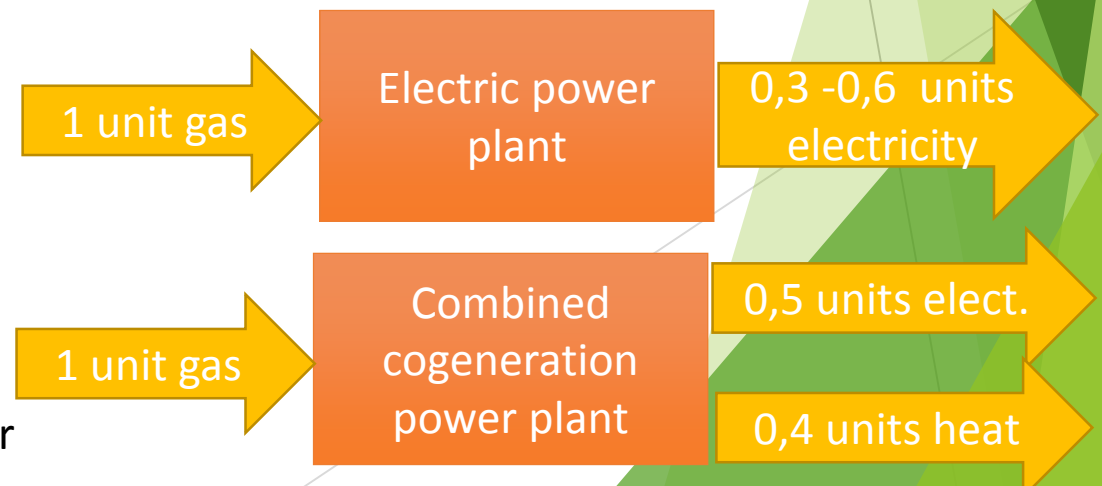 1 unit gas
Electric power
plant
0,3 -0,6 units
electricity
1 unit gas
Combined
cogeneration
power plant
0,5 units elect.
0,4 units heat
r